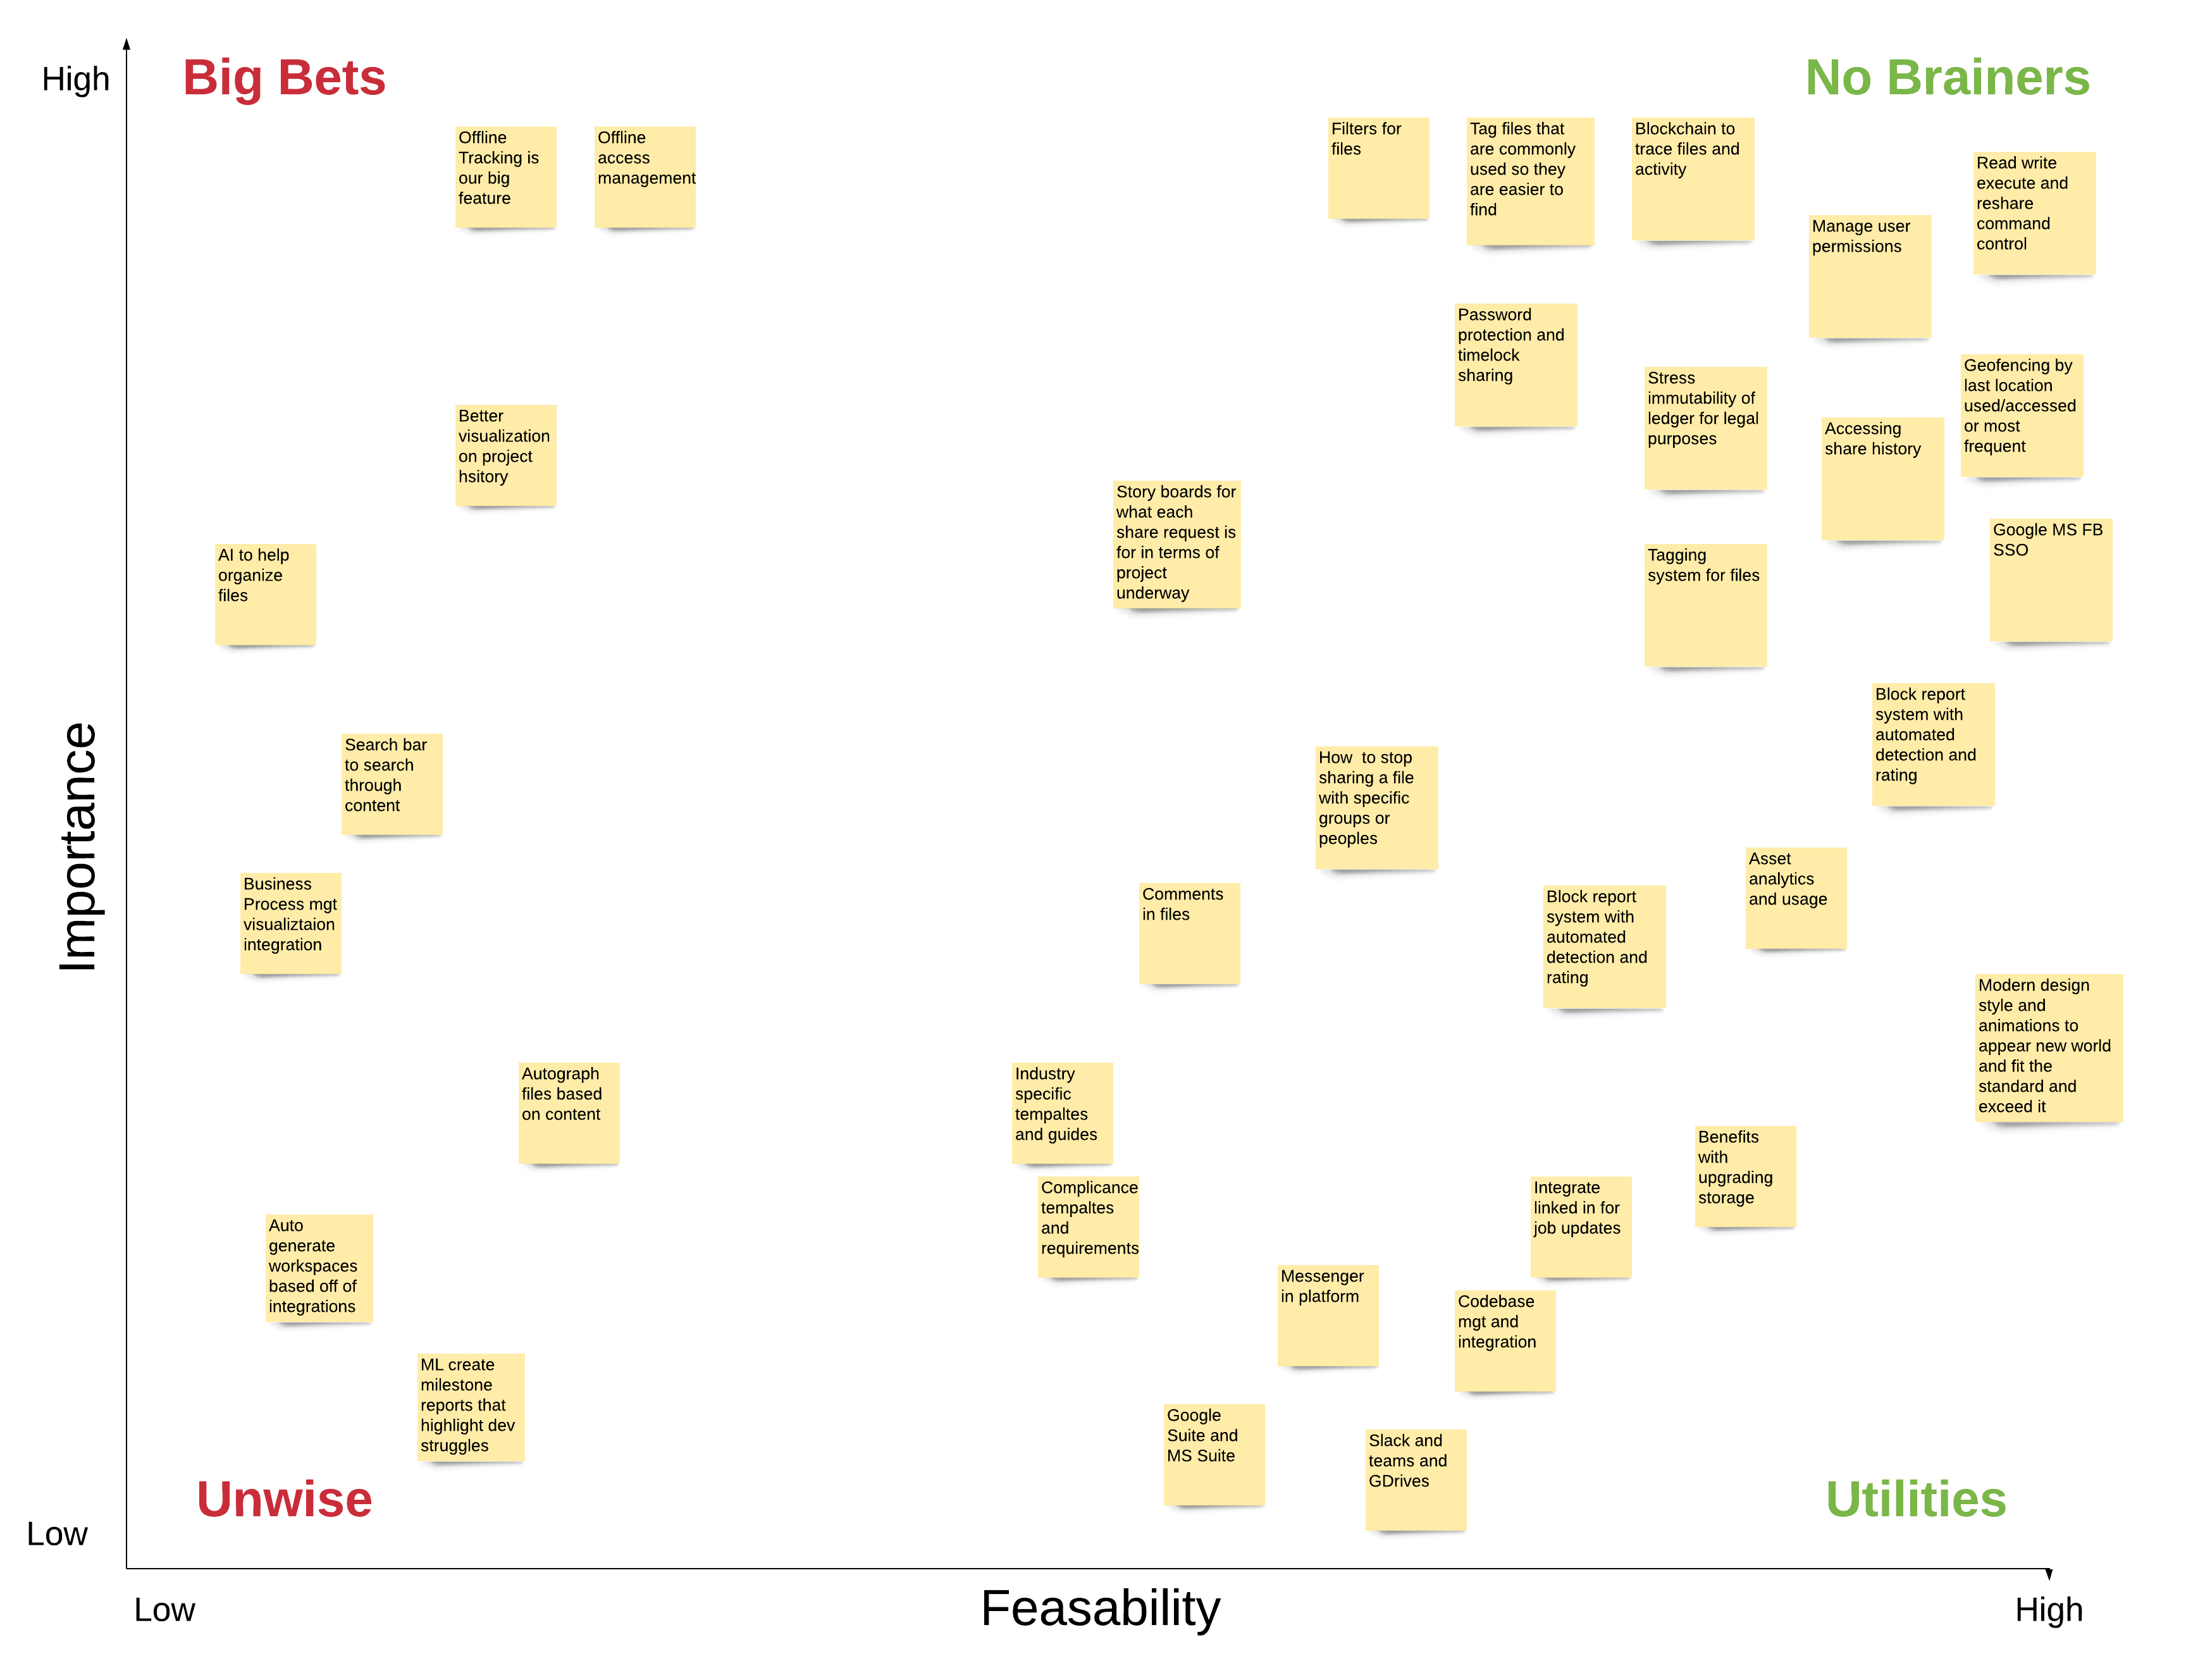 High
Big Bets
No Brainers
Offline
Tracking is
our big
feature
Offline
access
management
Filters for
files
Tag files that
are commonly
used so they
are easier to
find
Blockchain to
trace files and
activity
Read write
execute and
reshare
command
control
Manage user
permissions
Password
protection and
timelock
sharing
Stress
immutability of
ledger for legal
purposes
Geofencing by
last location
used/accessed
or most
frequent
Accessing
share history
Better
visualization
on project
hsitory
Story boards for
what each
share request is
for in terms of
project
underway
Google MS FB
SSO
AI to help
organize
files
Tagging
system for files
Block report
system with
automated
detection and
rating
Search bar
to search
through
content
How  to stop
sharing a file
with specific
groups or
peoples
Importance
Asset
analytics
and usage
Business
Process mgt
visualiztaion
integration
Comments
in files
Block report
system with
automated
detection and
rating
Modern design
style and
animations to
appear new world
and fit the
standard and
exceed it
Autograph
files based
on content
Industry
specific
tempaltes
and guides
Benefits
with
upgrading
storage
Complicance
tempaltes
and
requirements
Integrate
linked in for
job updates
Auto
generate
workspaces
based off of
integrations
Messenger
in platform
Codebase
mgt and
integration
ML create
milestone
reports that
highlight dev
struggles
Google
Suite and
MS Suite
Slack and
teams and
GDrives
Unwise
Utilities
Low
Low
Feasability
High